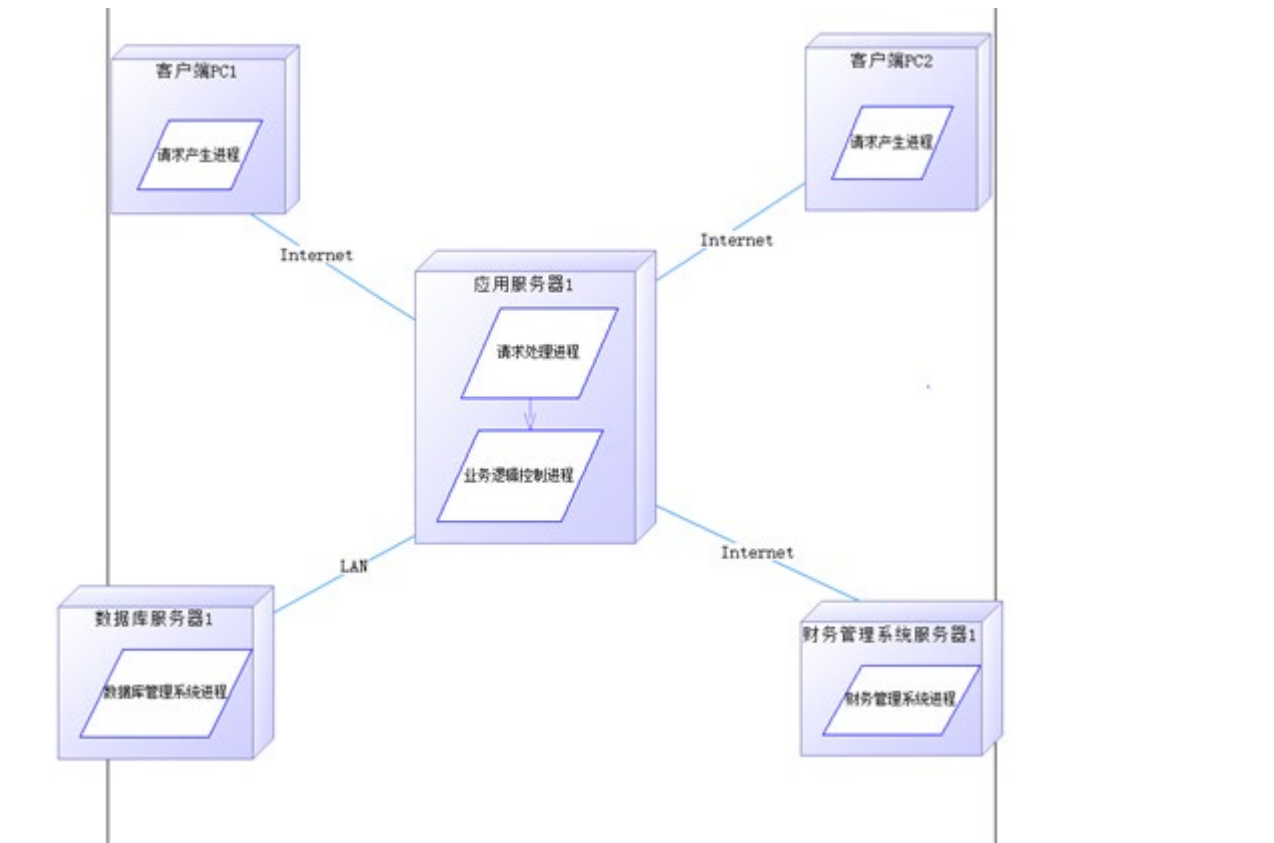 客户端PC1
请求产生进程
客户端PC2
请求产生进程
Internet
Internet
应用服务器1
请求处理进程
业务逻辑控制进程
LAN
Internet
数据库服务器1
数据库管理系统进程
财务管理系统服务器1
财务管理系统进程